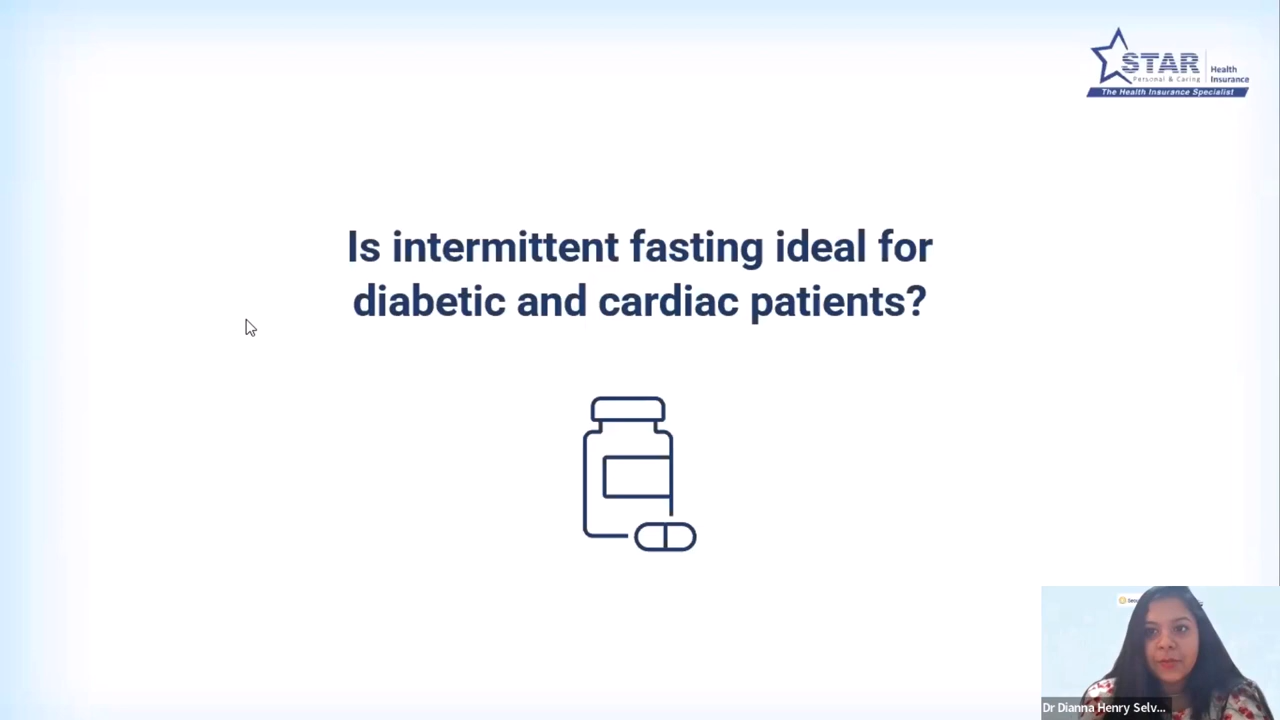 STAR
Personal & Caring
Health
Insurance
The Health Insurance Specialist
Is intermittent fasting ideal for
diabetic and cardiac patients?
Dr Dianna Henry Selv...